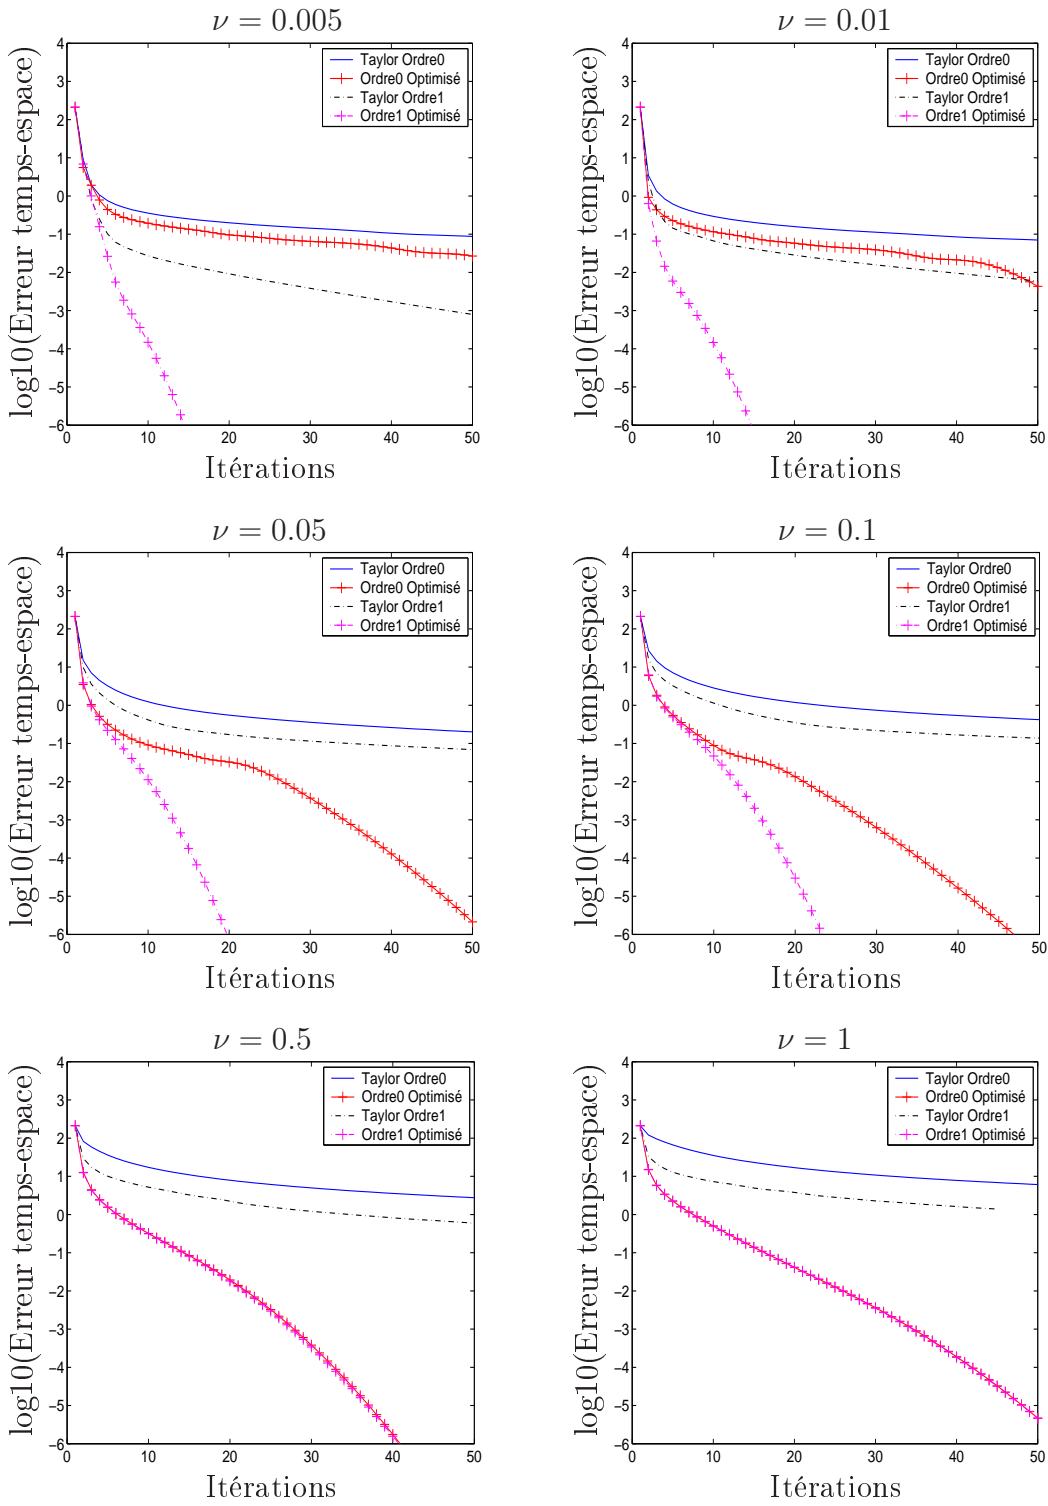 ν = 0.005
log10(Erreur temps-espace)
4
3
2
1
0
−1
−2
−3
−4
−5
−6
0 10 20 30 40 50
Itérations
Taylor Ordre0
Ordre0 Optimisé
Taylor Ordre1
Ordre1 Optimisé
ν = 0.01
log10(Erreur temps-espace)
4
3
2
1
0
−1
−2
−3
−4
−5
−6
0 10 20 30 40 50
Itérations
Taylor Ordre0
Ordre0 Optimisé
Taylor Ordre1
Ordre1 Optimisé
ν = 0.05
log10(Erreur temps-espace)
4
3
2
1
0
−1
−2
−3
−4
−5
−6
0 10 20 30 40 50
Itérations
Taylor Ordre0
Ordre0 Optimisé
Taylor Ordre1
Ordre1 Optimisé
ν = 0.1
log10(Erreur temps-espace)
4
3
2
1
0
−1
−2
−3
−4
−5
−6
0 10 20 30 40 50
Itérations
Taylor Ordre0
Ordre0 Optimisé
Taylor Ordre1
Ordre1 Optimisé
ν = 0.5
log10(Erreur temps-espace)
4
3
2
1
0
−1
−2
−3
−4
−5
−6
0 10 20 30 40 50
Itérations
Taylor Ordre0
Ordre0 Optimisé
Taylor Ordre1
Ordre1 Optimisé
ν = 1
log10(Erreur temps-espace)
4
3
2
1
0
−1
−2
−3
−4
−5
−6
0 10 20 30 40 50
Itérations
Taylor Ordre0
Ordre0 Optimisé
Taylor Ordre1
Ordre1 Optimisé